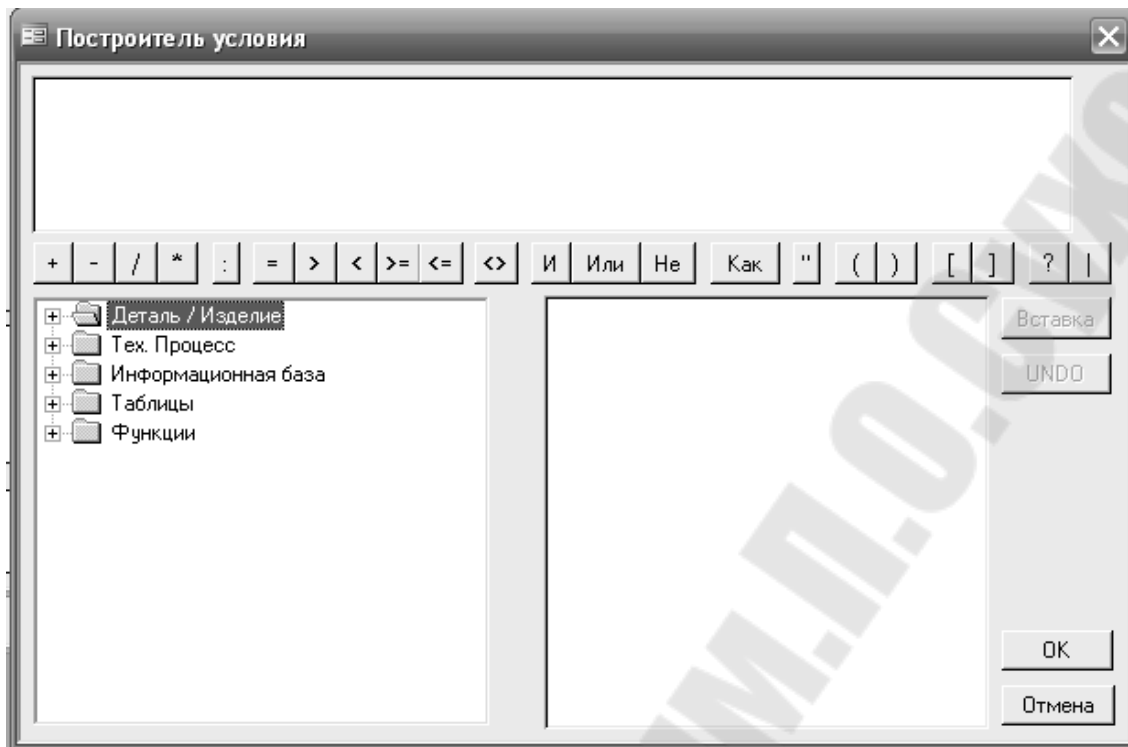 Построитель условия
+ - / * : = > < >= <= <> И Или Не Как " ( ) [ ] ? |
Деталь / Изделие
Тех. Процесс
Информационная база
Таблицы
Функции
Вставка
UNDO
OK
Отмена